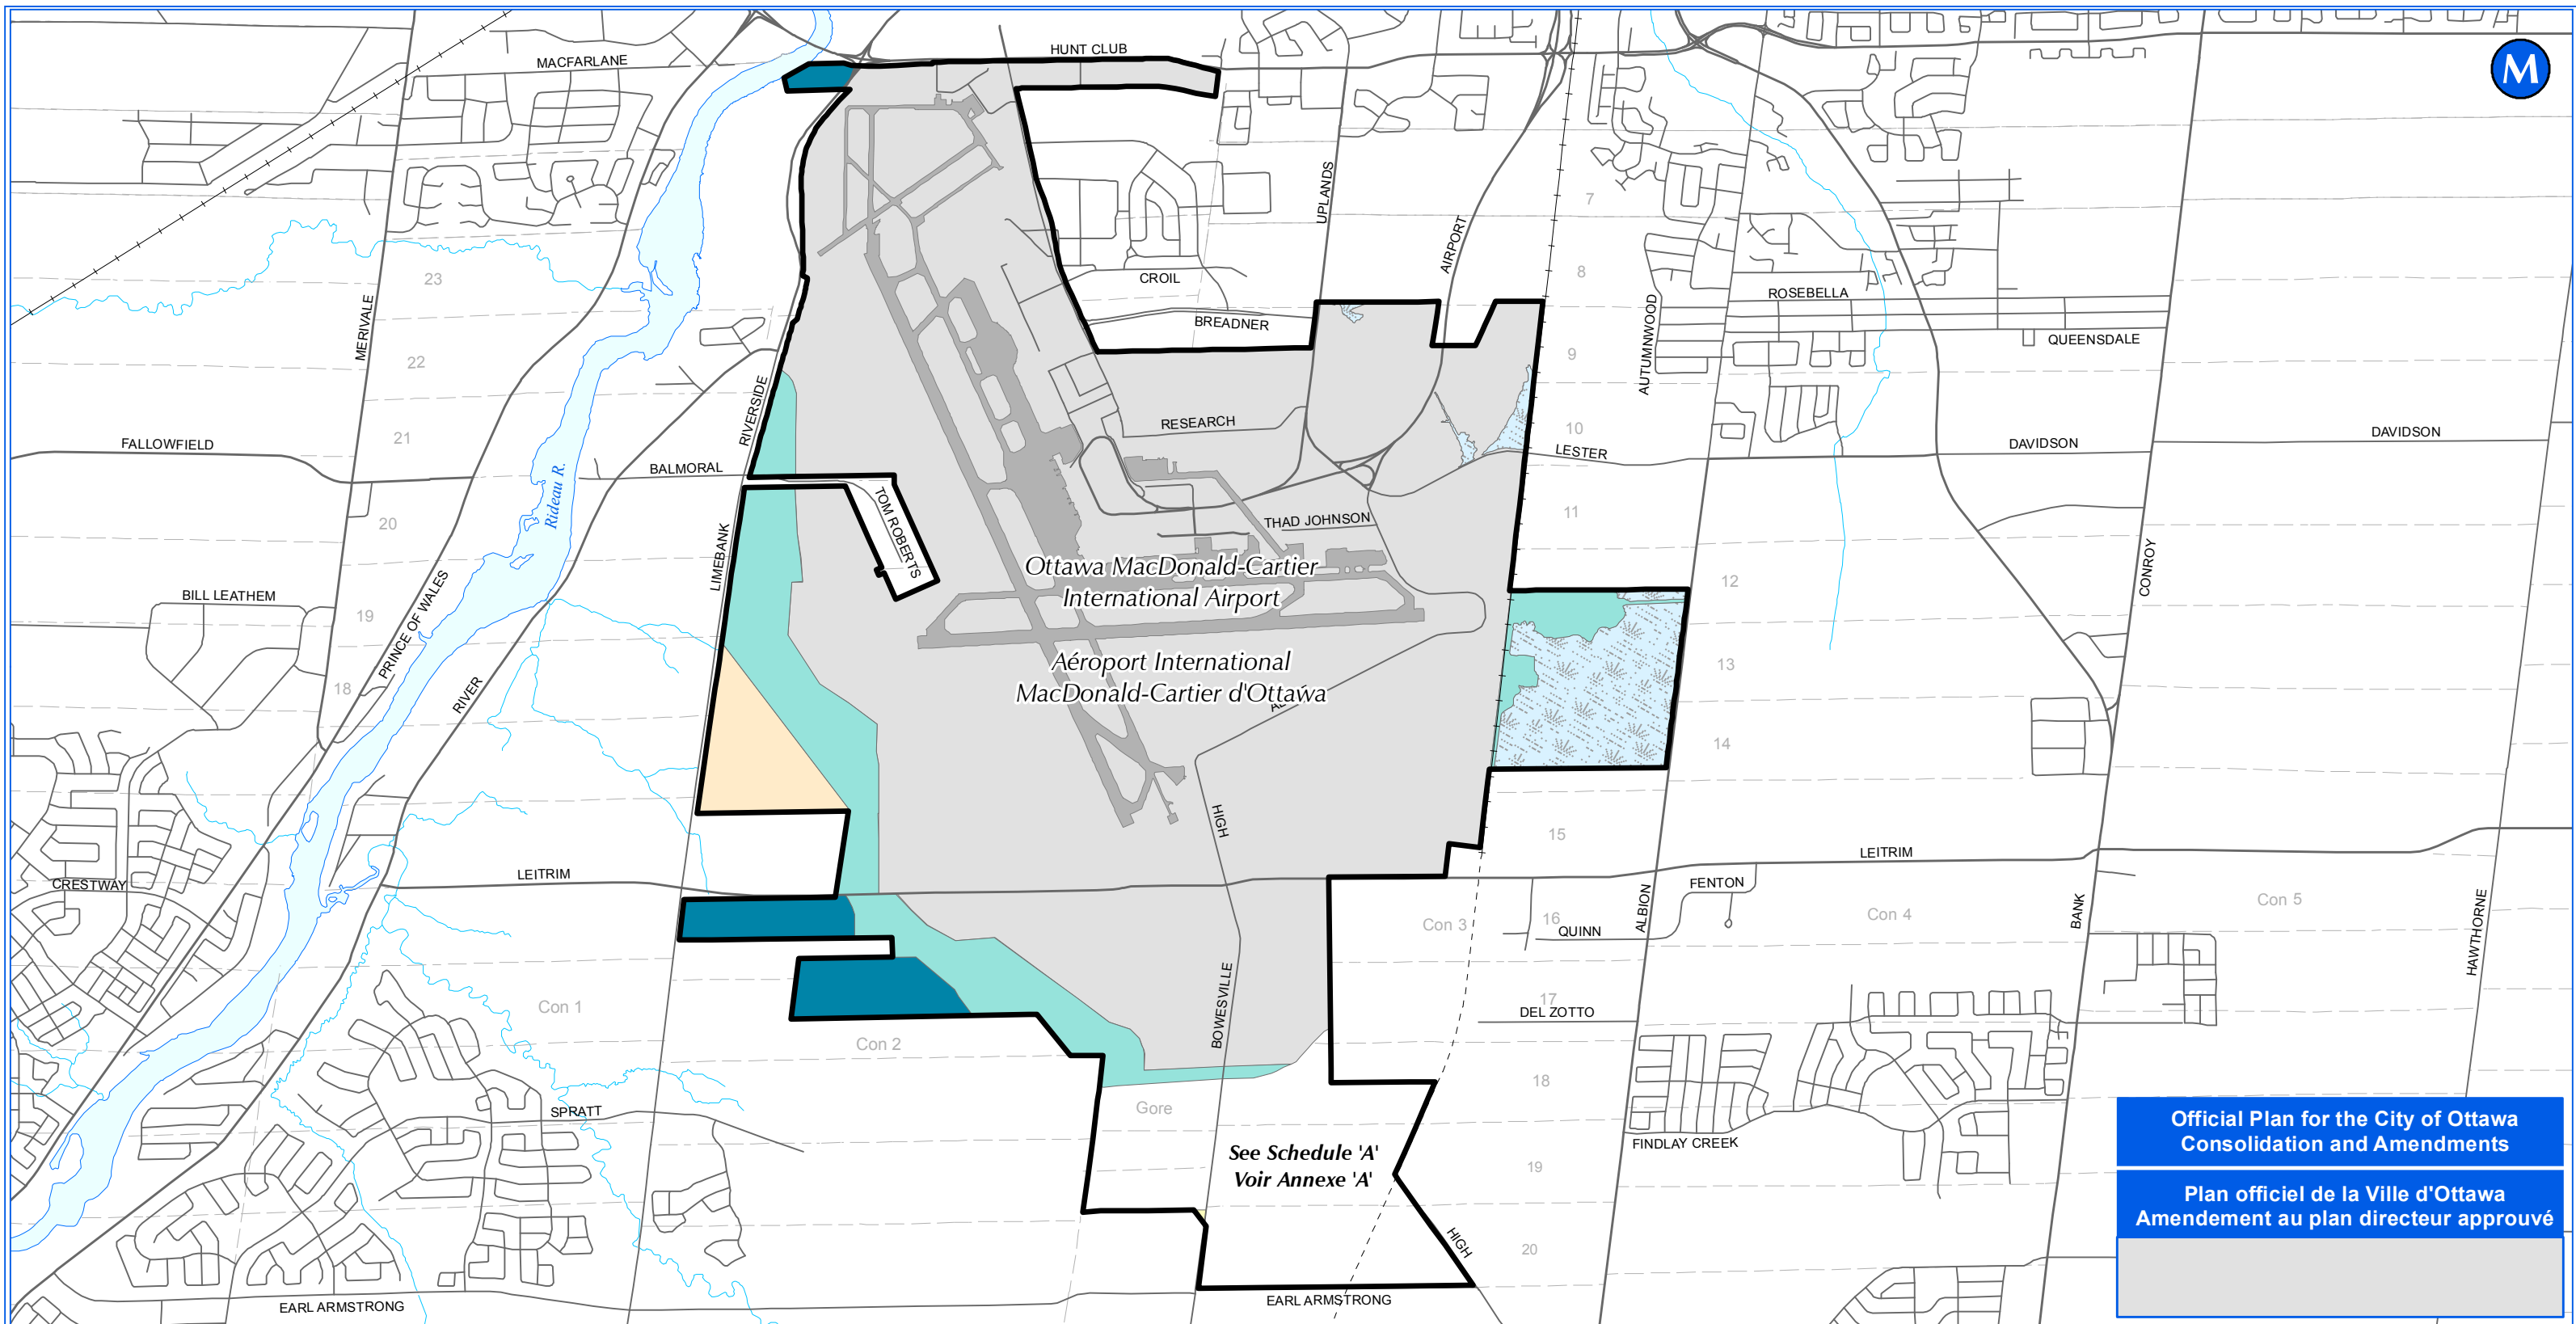 HUNT CLUB
MACFARLANE
M
7
UPLANDS
AIRPORT
8
CROIL
23
ROSEBELLA
MERIVALE
BREADNER
AUTUMNWOOD
QUEENSDALE
9
22
RIVERSIDE
RESEARCH
10
21
FALLOWFIELD
DAVIDSON
DAVIDSON
LESTER
BALMORAL
Rideau R.
TOM ROBERTS
20
THAD JOHNSON
11
LIMEBANK
Ottawa MacDonald-Cartier
International Airport
CONROY
12
BILL LEATHEM
PRINCE OF WALES
19
Aéroport International
MacDonald-Cartier d'Ottawa
13
18
RIVER
14
HIGH
15
LEITRIM
LEITRIM
CRESTWAY
FENTON
ALBION
Con 3
16
QUINN
Con 4
BANK
Con 5
HAWTHORNE
Con 1
BOWESVILLE
17
DEL ZOTTO
Con 2
18
Gore
SPRATT
FINDLAY CREEK
See Schedule 'A'
Voir Annexe 'A'
19
HIGH
20
EARL ARMSTRONG
EARL ARMSTRONG
Official Plan for the City of Ottawa
Consolidation and Amendments
Plan officiel de la Ville d'Ottawa
Amendement au plan directeur approuvé